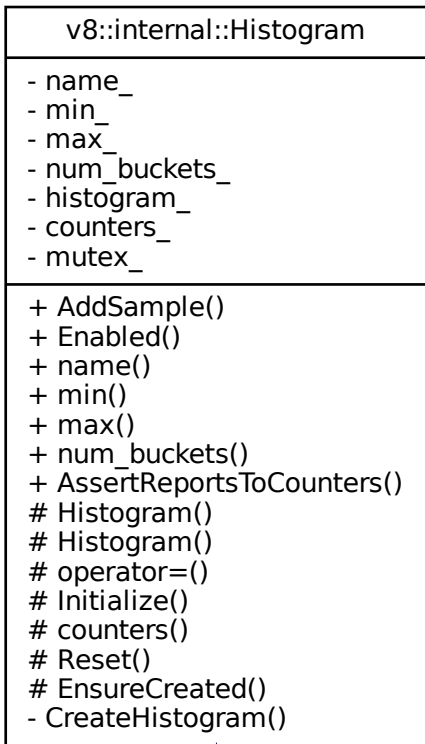 v8::internal::Histogram
- name_
- min_
- max_
- num_buckets_
- histogram_
- counters_
- mutex_
+ AddSample()
+ Enabled()
+ name()
+ min()
+ max()
+ num_buckets()
+ AssertReportsToCounters()
# Histogram()
# Histogram()
# operator=()
# Initialize()
# counters()
# Reset()
# EnsureCreated()
- CreateHistogram()